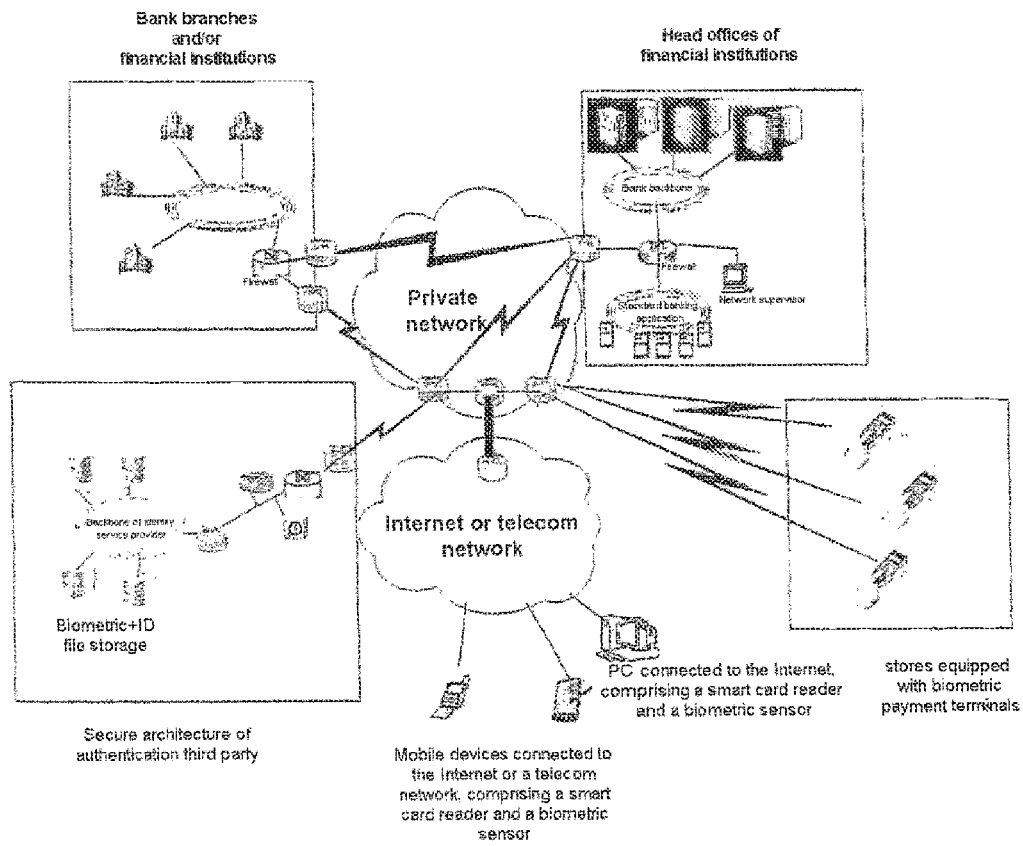 Bank branches
and/or
financial institutions
Head offices of
financial institutions
Bank backbone
Firewall
Firewall
Network supervisor
Standard banking
application
Private
network
Backbone of identity
service provider
Internet or telecom
network
Biometric+ID
file storage
PC connected to the Internet,
comprising a smart card reader
and a biometric sensor
stores equipped
with biometric
payment terminals
Secure architecture of
authentication third party
Mobile devices connected to
the Internet or a telecom
network, comprising a smart
card reader and a biometric
sensor